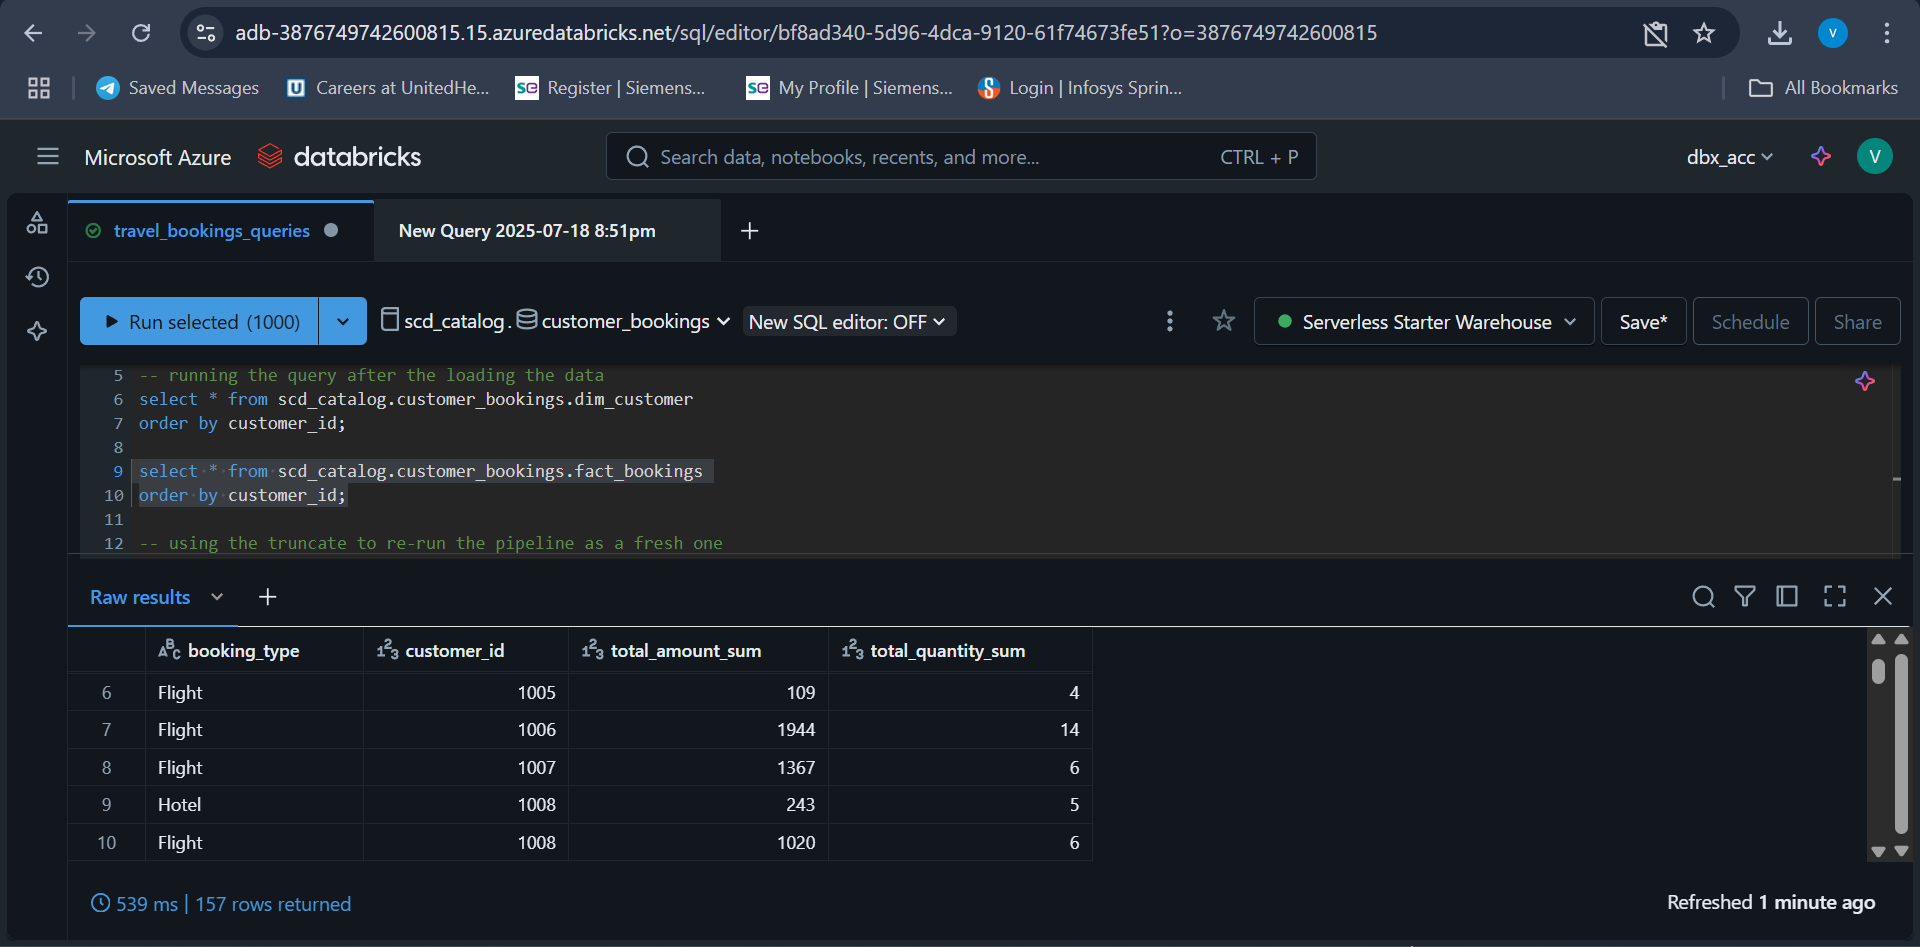 adb-3876749742600815.15.azuredatabricks.net/sql/editor/bf8ad340-5d96-4dca-9120-61f74673fe51?o=3876749742600815
V
Saved Messages
U
Careers at UnitedHe...
se
Register | Siemens...
se
My Profile | Siemens...
Login | Infosys Sprin...
All Bookmarks
Microsoft Azure
databricks
Search data, notebooks, recents, and more...
CTRL + P
dbx_acc
V
travel_bookings_queries
New Query 2025-07-18 8:51pm
Run selected (1000)
scd_catalog.
customer_bookings
New SQL editor: OFF
Serverless Starter Warehouse
Save*
Schedule
Share
5 -- running the query after the loading the data
6 select * from scd_catalog.customer_bookings.dim_customer
7 order by customer_id;
8
9 select * from scd_catalog.customer_bookings.fact_bookings
10 order by customer_id;
11
12 -- using the truncate to re-run the pipeline as a fresh one
Raw results
booking_type customer_id total_amount_sum total_quantity_sum
6 Flight 1005 109 4
7 Flight 1006 1944 14
8 Flight 1007 1367 6
9 Hotel 1008 243 5
10 Flight 1008 1020 6
539 ms | 157 rows returned
Refreshed 1 minute ago